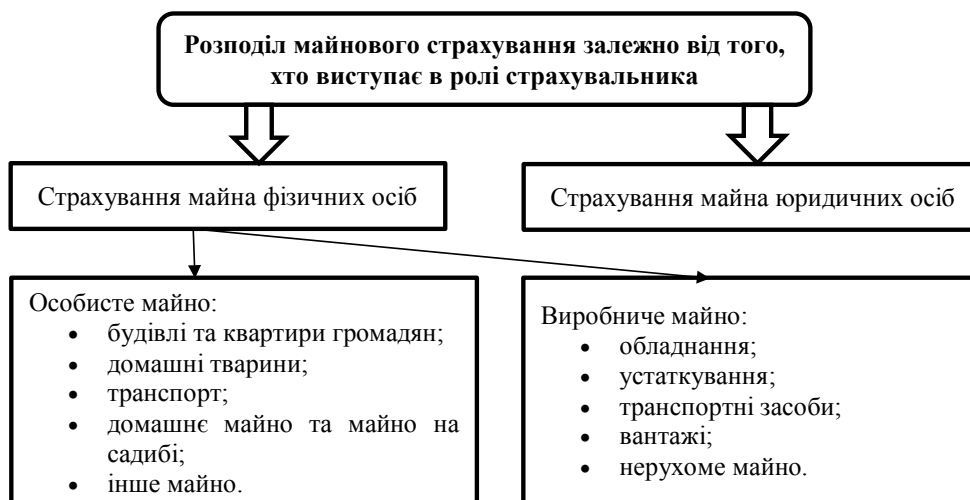 Розподіл майнового страхування залежно від того,
хто виступає в ролі страхувальника
Страхування майна фізичних осіб
Страхування майна юридичних осіб
Особисте майно:
• будівлі та квартири громадян;
• домашні тварини;
• транспорт;
• домашнє майно та майно на
садибі;
• інше майно.
Виробниче майно:
• обладнання;
• устаткування;
• транспортні засоби;
• вантажі;
• нерухоме майно.